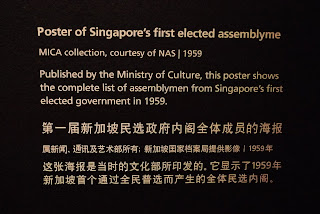 Poster of Singapore's first elected assemblyme
MICA collection, courtesy of NAS | 1959
Published by the Ministry of Culture, this poster shows
the complete list of assemblymen from Singapore's first
elected government in 1959.
第一届新加坡民选政府内阁全体成员的海报
属新闻、通讯及艺术部所有; 新加坡国家档案局提供影像 | 1959年
这张海报是当时的文化部所印发的。它显示了1959年
新加坡首个通过全民普选而产生的全体民选内阁。